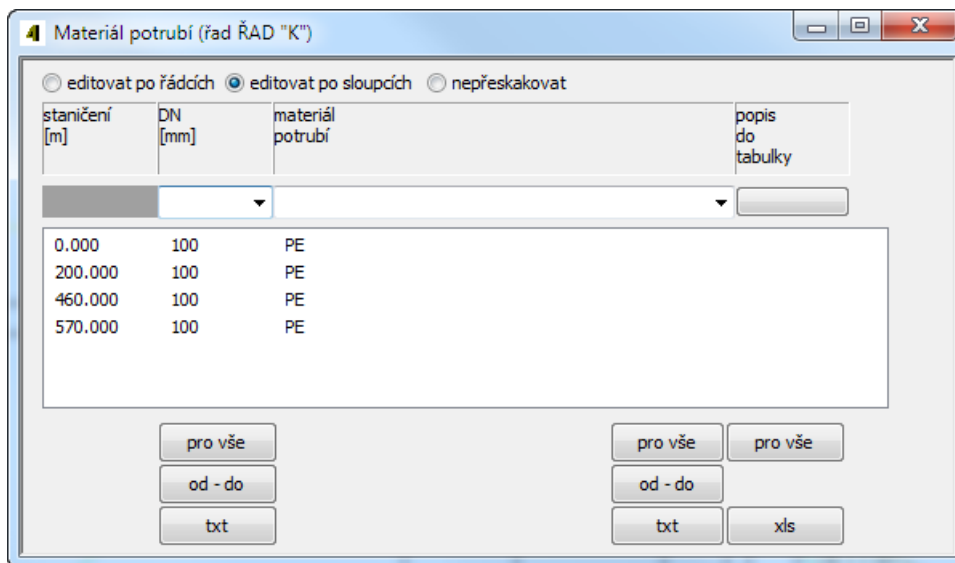 Materiál potrubí (řad ŘAD "K")
editovat po řádcích editovat po sloupcích nepřeskakovat
staničení DN materiál popis
[m] [mm] potrubí do
tabulky
0.000 100 PE
200.000 100 PE
460.000 100 PE
570.000 100 PE
pro vše pro vše pro vše
od - do od - do
txt txt xls